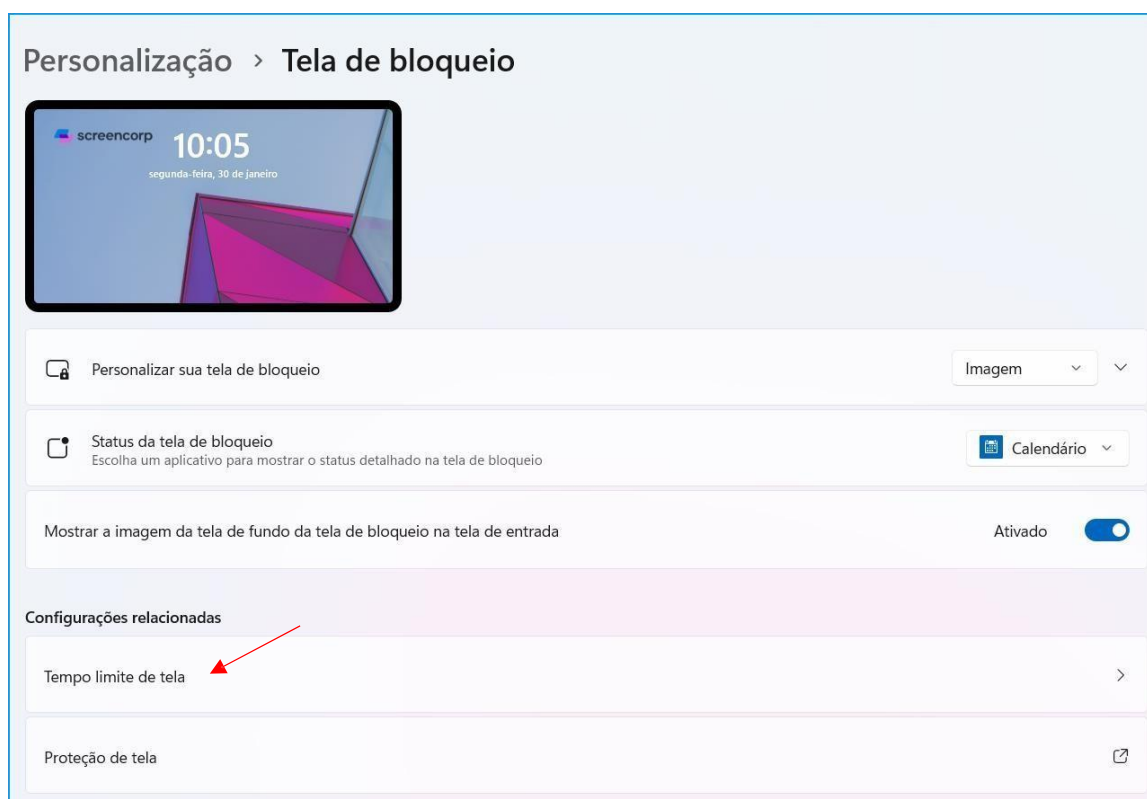 Personalização > Tela de bloqueio
screencorp
10:05
segunda-feira, 30 de janeiro
Personalizar sua tela de bloqueio
Imagem
Status da tela de bloqueio
Escolha um aplicativo para mostrar o status detalhado na tela de bloqueio
Calendário
Mostrar a imagem da tela de fundo da tela de bloqueio na tela de entrada
Ativado
Configurações relacionadas
Tempo limite de tela
Proteção de tela